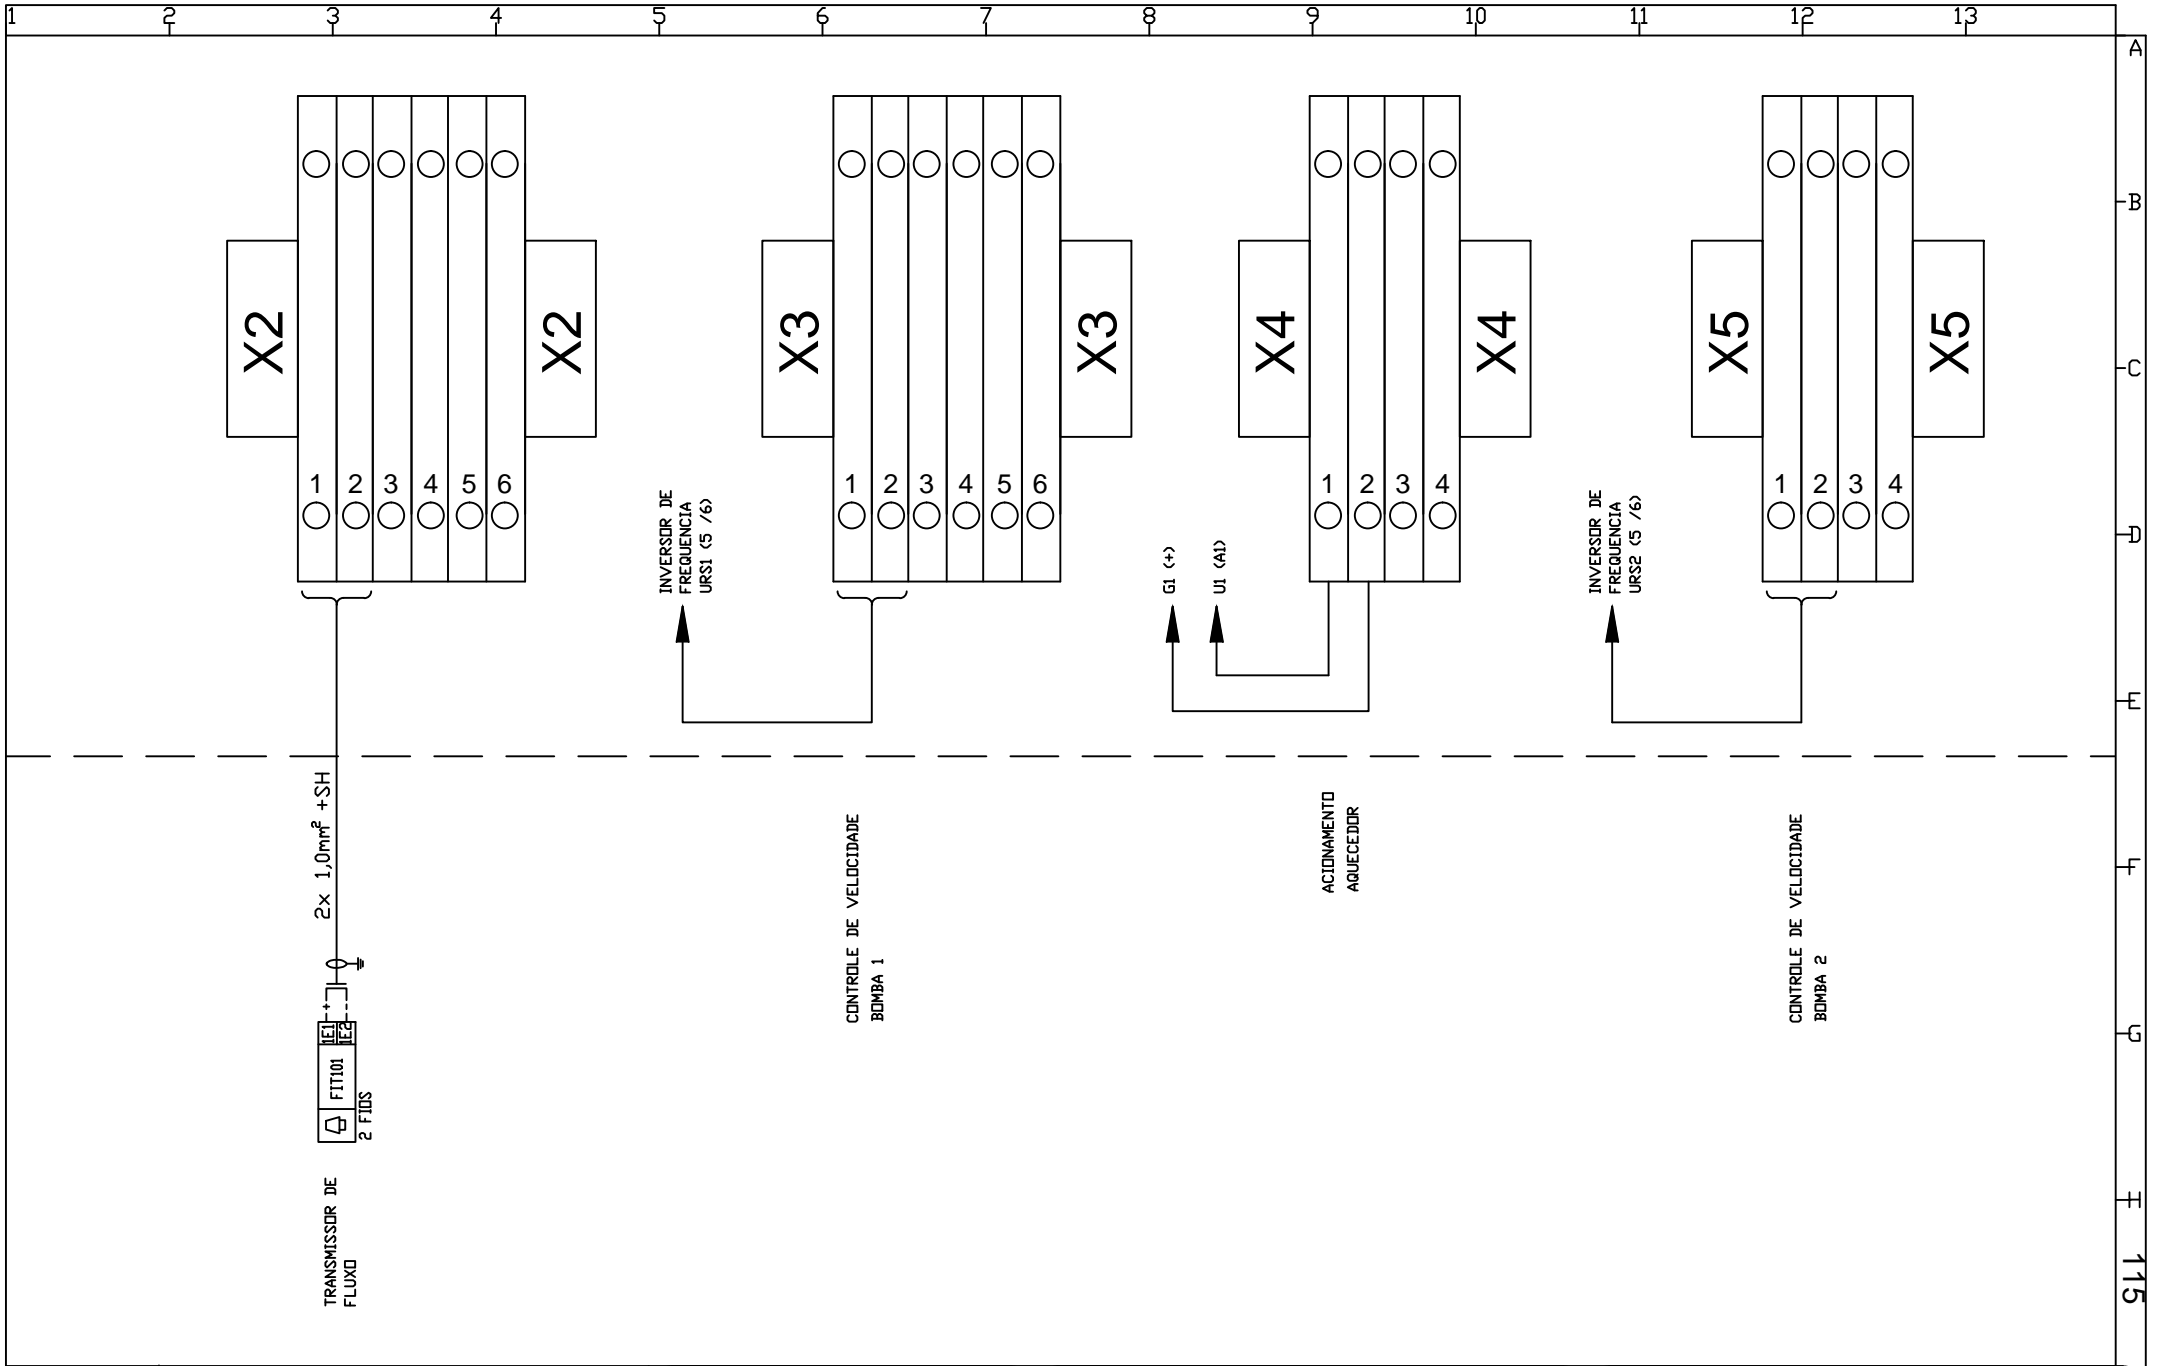 1 2 3 4 5 6 7 8 9 10 11 12 13
A
B
C
D
E
F
G
H
115
X2
X2
1 2 3 4 5 6
X3
X3
1 2 3 4 5 6
X4
X4
1 2 3 4
X5
X5
1 2 3 4
INVERSOR DE
FREQUENCIA
URS1 (5 /6)
G1 (+)
U1 (A1)
INVERSOR DE
FREQUENCIA
URS2 (5 /6)
2x 1,0mm² +SH
+
-
1E1
1E2
FIT101
2 FIOS
TRANSMISSOR DE
FLUXO
CONTROLE DE VELOCIDADE
BOMBA 1
ACIONAMENTO
AQUECEDOR
CONTROLE DE VELOCIDADE
BOMBA 2